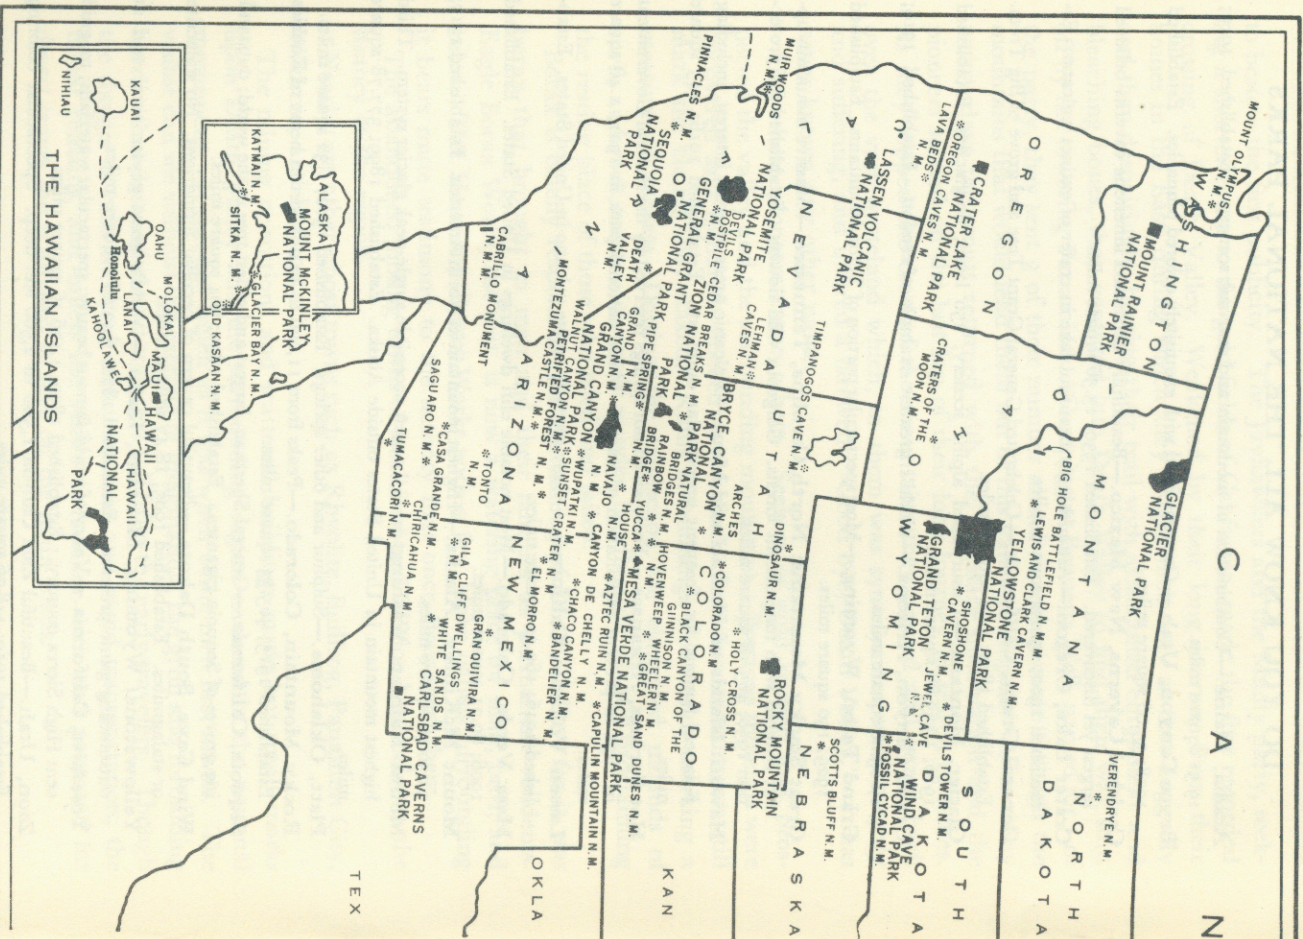 C A N
MOUNT OLYMPUS
N. M.
WASHINGTON
MOUNT RAINIER
NATIONAL PARK
GLACIER
NATIONAL PARK
MONTANA
NORTH
DAKOTA
VERENDRYE N.M.
OREGON
CRATER LAKE
NATIONAL PARK
OREGON CAVES N. M.
LAVA BEDS
N. M.
IDAHO
CRATERS OF THE
MOON N.M.
BIG HOLE BATTLEFIELD N. M.
LEWIS AND CLARK CAVERN N.M.
YELLOWSTONE
NATIONAL PARK
GRAND TETON
NATIONAL PARK
SHOSHONE
CAVERN N. M.
WYOMING
DEVILS TOWER N. M.
JEWEL CAVE
N. M.
WIND CAVE
NATIONAL PARK
FOSSIL CYCAD N.M.
SOUTH
DAKOTA
CALIFORNIA
LASSEN VOLCANIC
NATIONAL PARK
NEVADA
MUIR WOODS
N. M.
PINNACLES N. M.
YOSEMITE
NATIONAL PARK
DEVILS
POSTPILE
N. M.
GENERAL GRANT
NATIONAL PARK
SEQUOIA
NATIONAL
PARK
DEATH
VALLEY
N. M.
CABRILLO MONUMENT
N. M.
LEHMAN
CAVES N. M.
TIMPANOGOS CAVE N. M.
UTAH
DINOSAUR N.M.
CEDAR BREAKS N. M.
ZION NATIONAL
PARK
BRYCE CANYON
NATIONAL
PARK
ARCHES
N. M.
NATURAL
BRIDGES
N. M.
RAINBOW
BRIDGE
N. M.
PIPE SPRING
N. M.
GRAND
CANYON N. M.
GRAND CANYON
NATIONAL PARK
NAVAJO N. M.
ARIZONA
MONTEZUMA CASTLE N. M.
WALNUT CANYON N. M.
PETRIFIED FOREST N. M.
WUPATKI N. M.
SUNSET CRATER N. M.
CANYON DE CHELLY N. M.
TONTO
N. M.
CASA GRANDE N. M.
SAGUARO N. M.
TUMACACORI N. M.
CHIRICAHUA N. M.
COLORADO
ROCKY MOUNTAIN
NATIONAL PARK
HOLY CROSS N. M.
COLORADO N. M.
BLACK CANYON OF THE
GUNNISON N. M.
WHEELER N. M.
GREAT SAND DUNES N. M.
HOVENWEEP
N. M.
YUCCA
HOUSE
MESA VERDE NATIONAL PARK
NEW MEXICO
AZTEC RUIN N. M.
CAPULIN MOUNTAIN N. M.
CHACO CANYON N. M.
BANDELIER N. M.
EL MORRO N. M.
GRAN QUIVIRA N. M.
GILA CLIFF DWELLINGS
N. M.
WHITE SANDS N. M.
CARLSBAD CAVERNS
NATIONAL PARK
NEBRASKA
SCOTTS BLUFF N. M.
KAN
OKLA
TEX
ALASKA
MOUNT McKINLEY
NATIONAL PARK
KATMAI N. M.
GLACIER BAY N. M.
SITKA N. M.
OLD KASAAN N. M.
KAUAI
NIHIAU
OAHU
Honolulu
MOLOKAI
LANAI
MAUI
KAHOOLAWE
HAWAII
NATIONAL
PARK
HAWAII
THE HAWAIIAN ISLANDS